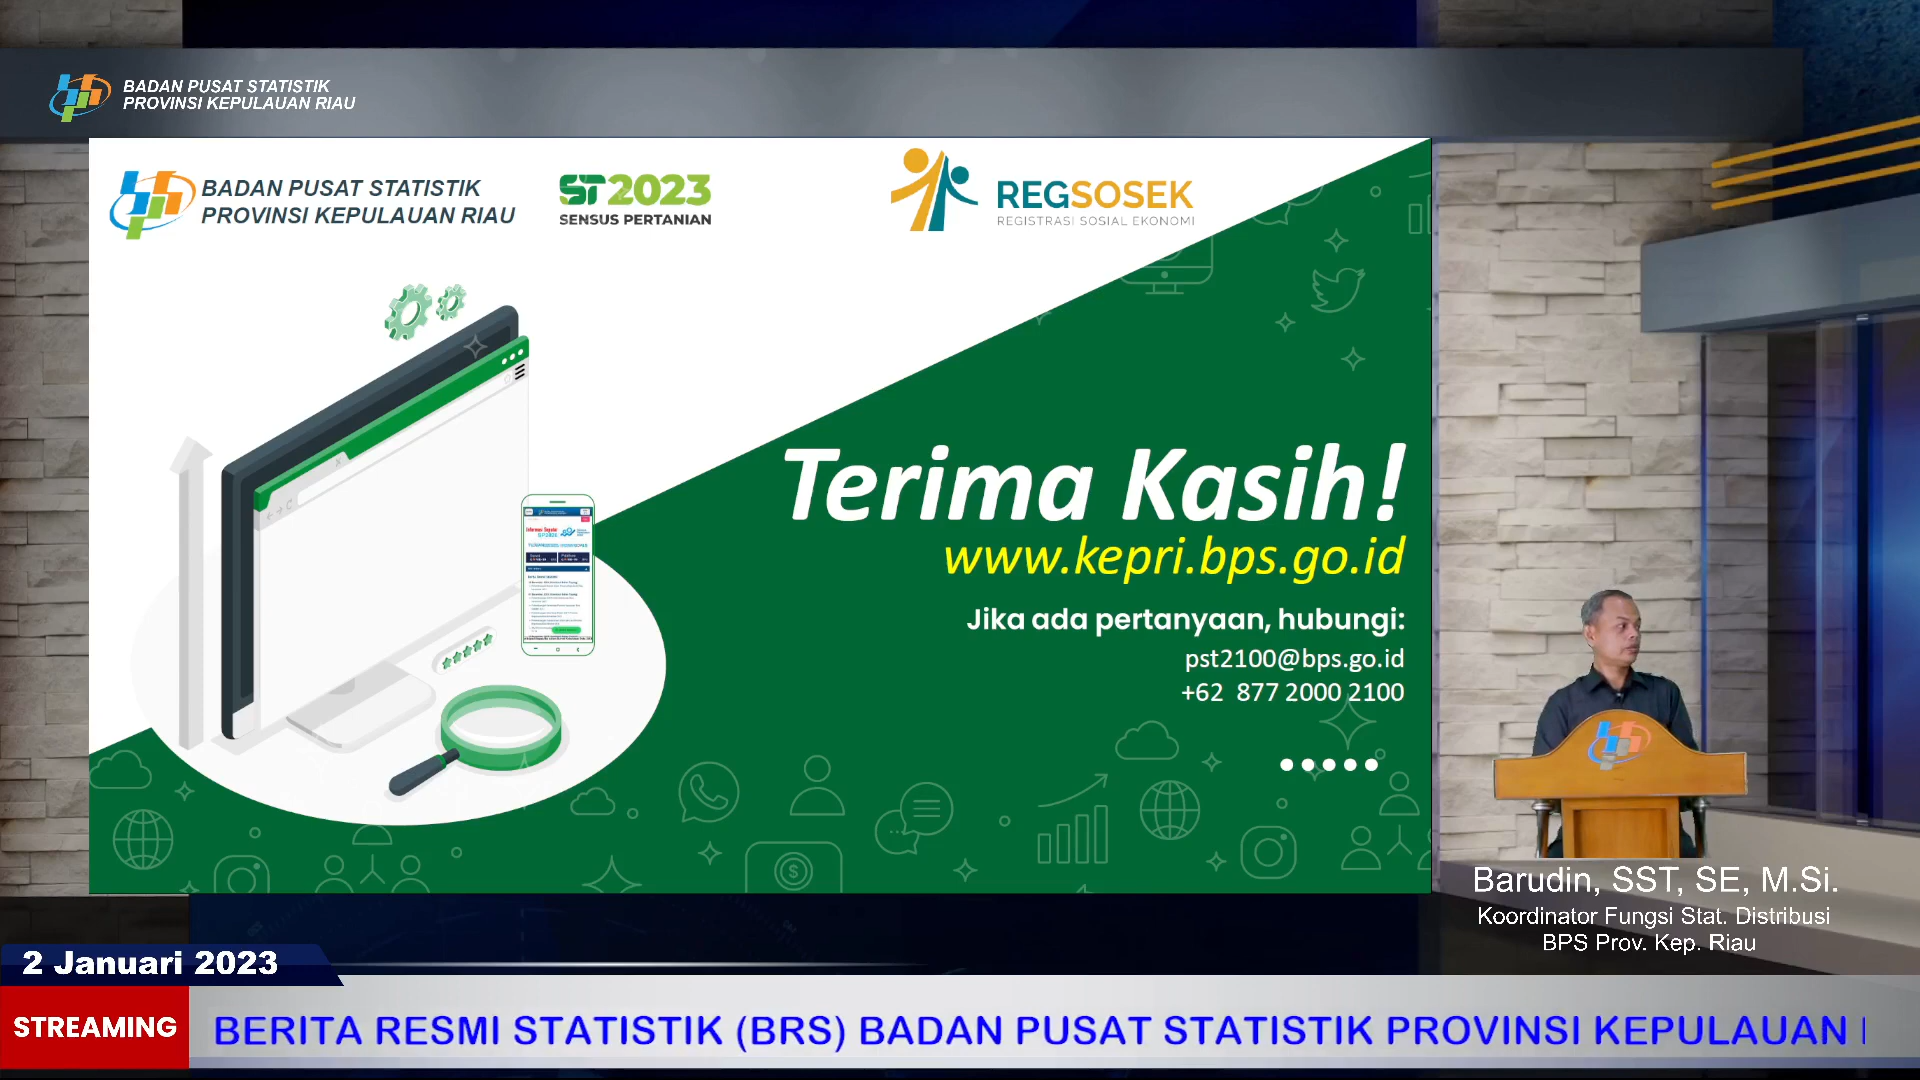 BADAN PUSAT STATISTIK
PROVINSI KEPULAUAN RIAU
BADAN PUSAT STATISTIK
PROVINSI KEPULAUAN RIAU
ST2023
SENSUS PERTANIAN
REGSOSEK
REGISTRASI SOSIAL EKONOMI
Terima Kasih!
www.kepri.bps.go.id
Jika ada pertanyaan, hubungi:
pst2100@bps.go.id
+62 877 2000 2100
Barudin, SST, SE, M.Si.
Koordinator Fungsi Stat. Distribusi
BPS Prov. Kep. Riau
2 Januari 2023
STREAMING
BERITA RESMI STATISTIK (BRS) BADAN PUSAT STATISTIK PROVINSI KEPULAUAN